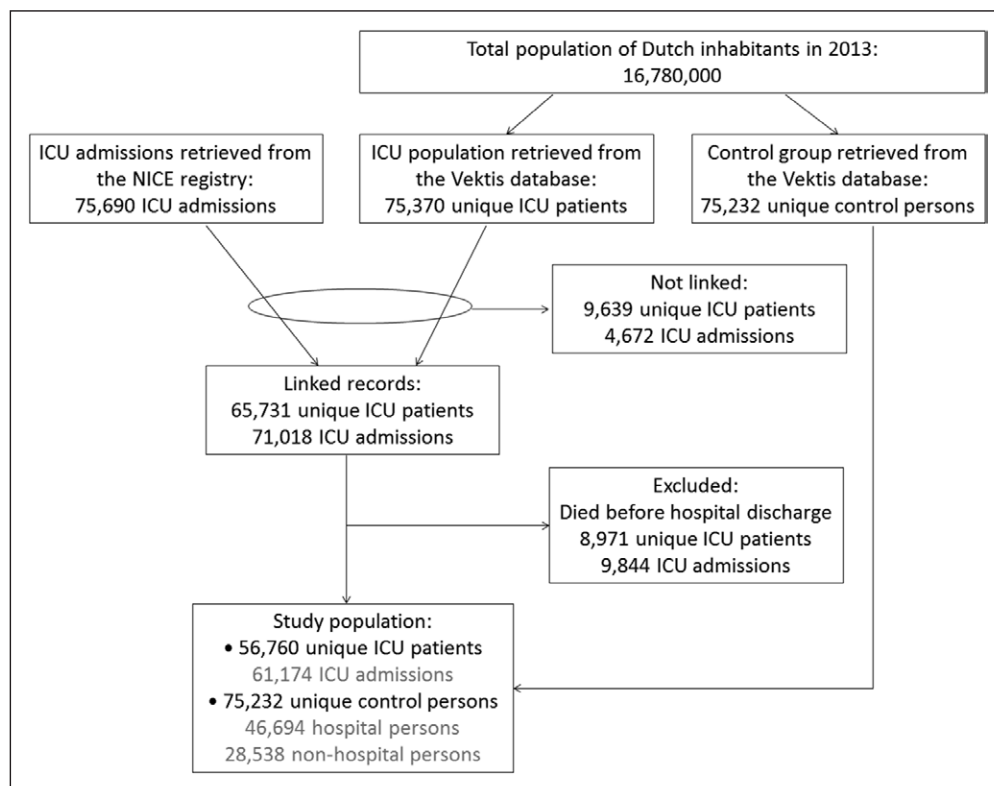 Total population of Dutch inhabitants in 2013:
16,780,000
ICU admissions retrieved from
the NICE registry:
75,690 ICU admissions
ICU population retrieved from
the Vektis database:
75,370 unique ICU patients
Control group retrieved from
the Vektis database:
75,232 unique control persons
Not linked:
9,639 unique ICU patients
4,672 ICU admissions
Linked records:
65,731 unique ICU patients
71,018 ICU admissions
Excluded:
Died before hospital discharge
8,971 unique ICU patients
9,844 ICU admissions
Study population:
• 56,760 unique ICU patients
61,174 ICU admissions
• 75,232 unique control persons
46,694 hospital persons
28,538 non-hospital persons